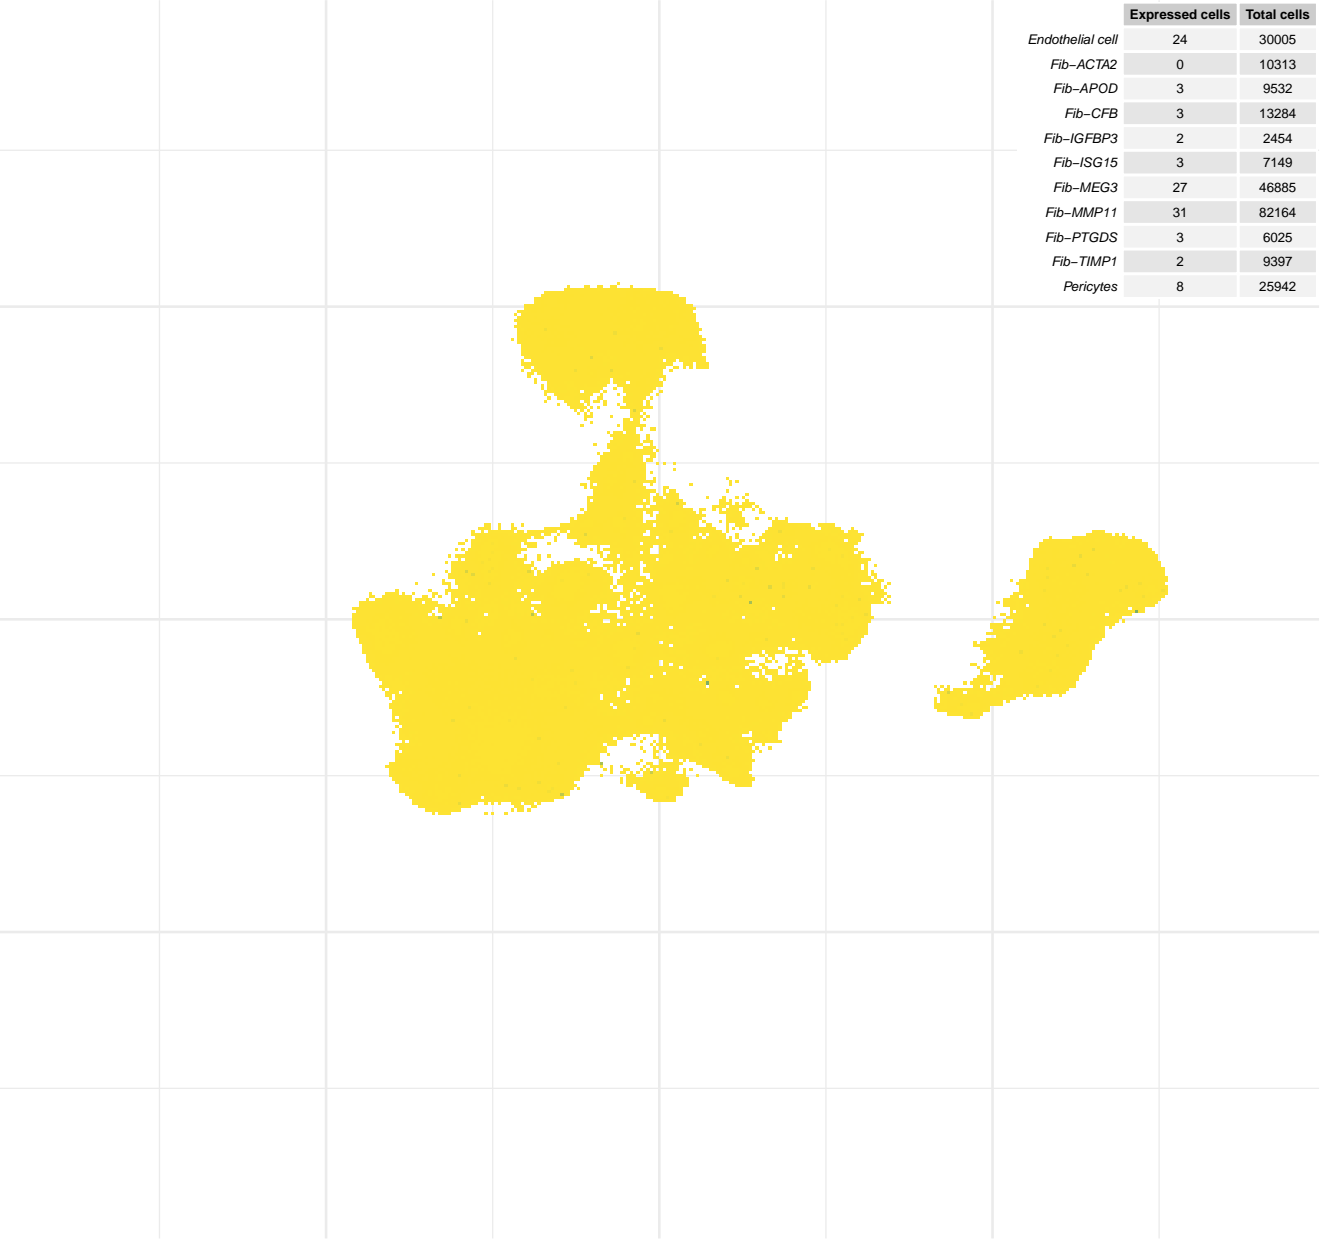 Expressed cells Total cells
Endothelial cell 24 30005
Fib−ACTA2 0 10313
Fib−APOD 3 9532
Fib−CFB 3 13284
Fib−IGFBP3 2 2454
Fib−ISG15 3 7149
Fib−MEG3 27 46885
Fib−MMP11 31 82164
Fib−PTGDS 3 6025
Fib−TIMP1 2 9397
Pericytes 8 25942